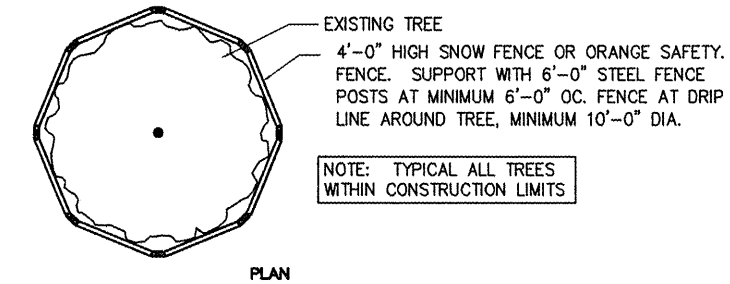 EXISTING TREE
4'-0" HIGH SNOW FENCE OR ORANGE SAFETY.
FENCE. SUPPORT WITH 6'-0" STEEL FENCE
POSTS AT MINIMUM 6'-0" OC. FENCE AT DRIP
LINE AROUND TREE, MINIMUM 10'-0" DIA.
NOTE: TYPICAL ALL TREES
WITHIN CONSTRUCTION LIMITS
PLAN